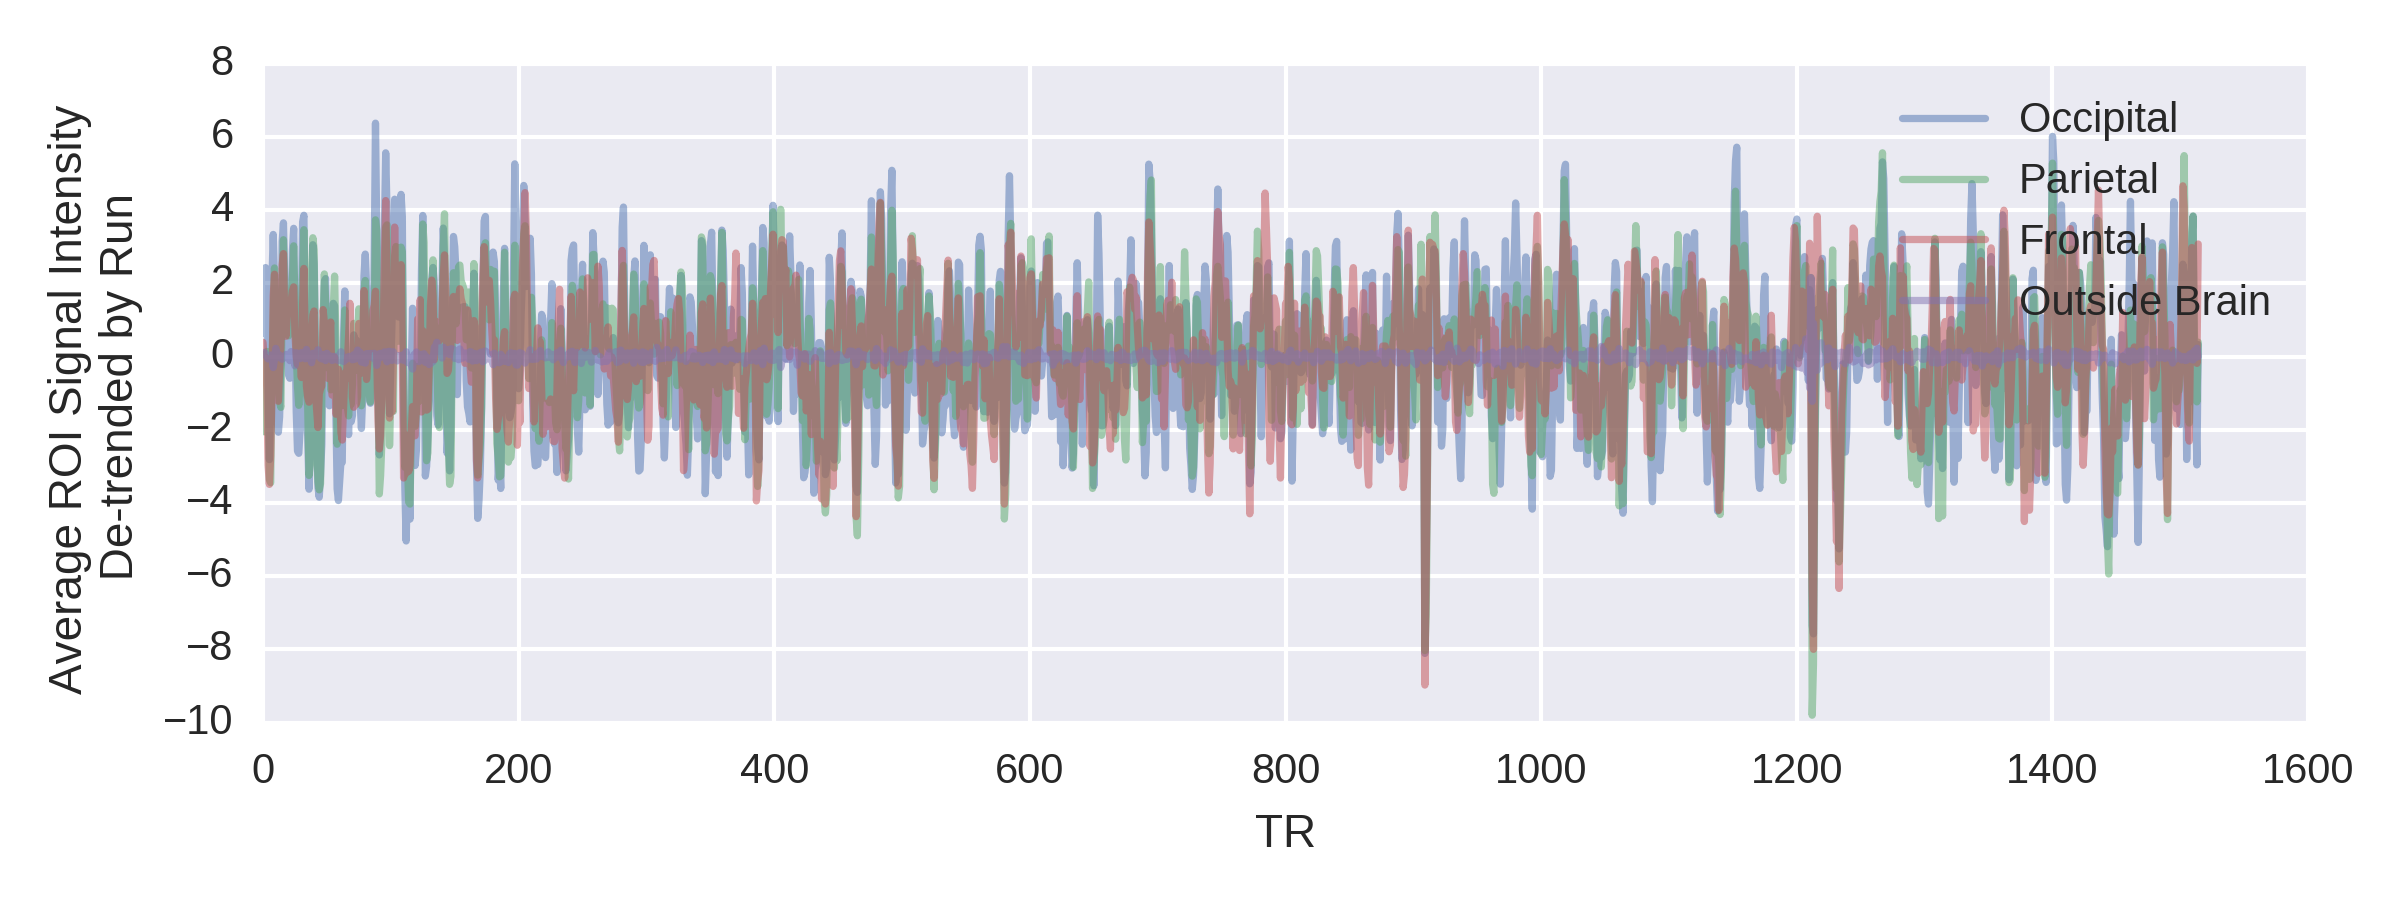 Average ROI Signal Intensity
De-trended by Run
8
6
4
2
0
−2
−4
−6
−8
−10
Occipital
Parietal
Frontal
Outside Brain
0 200 400 600 800 1000 1200 1400 1600
TR